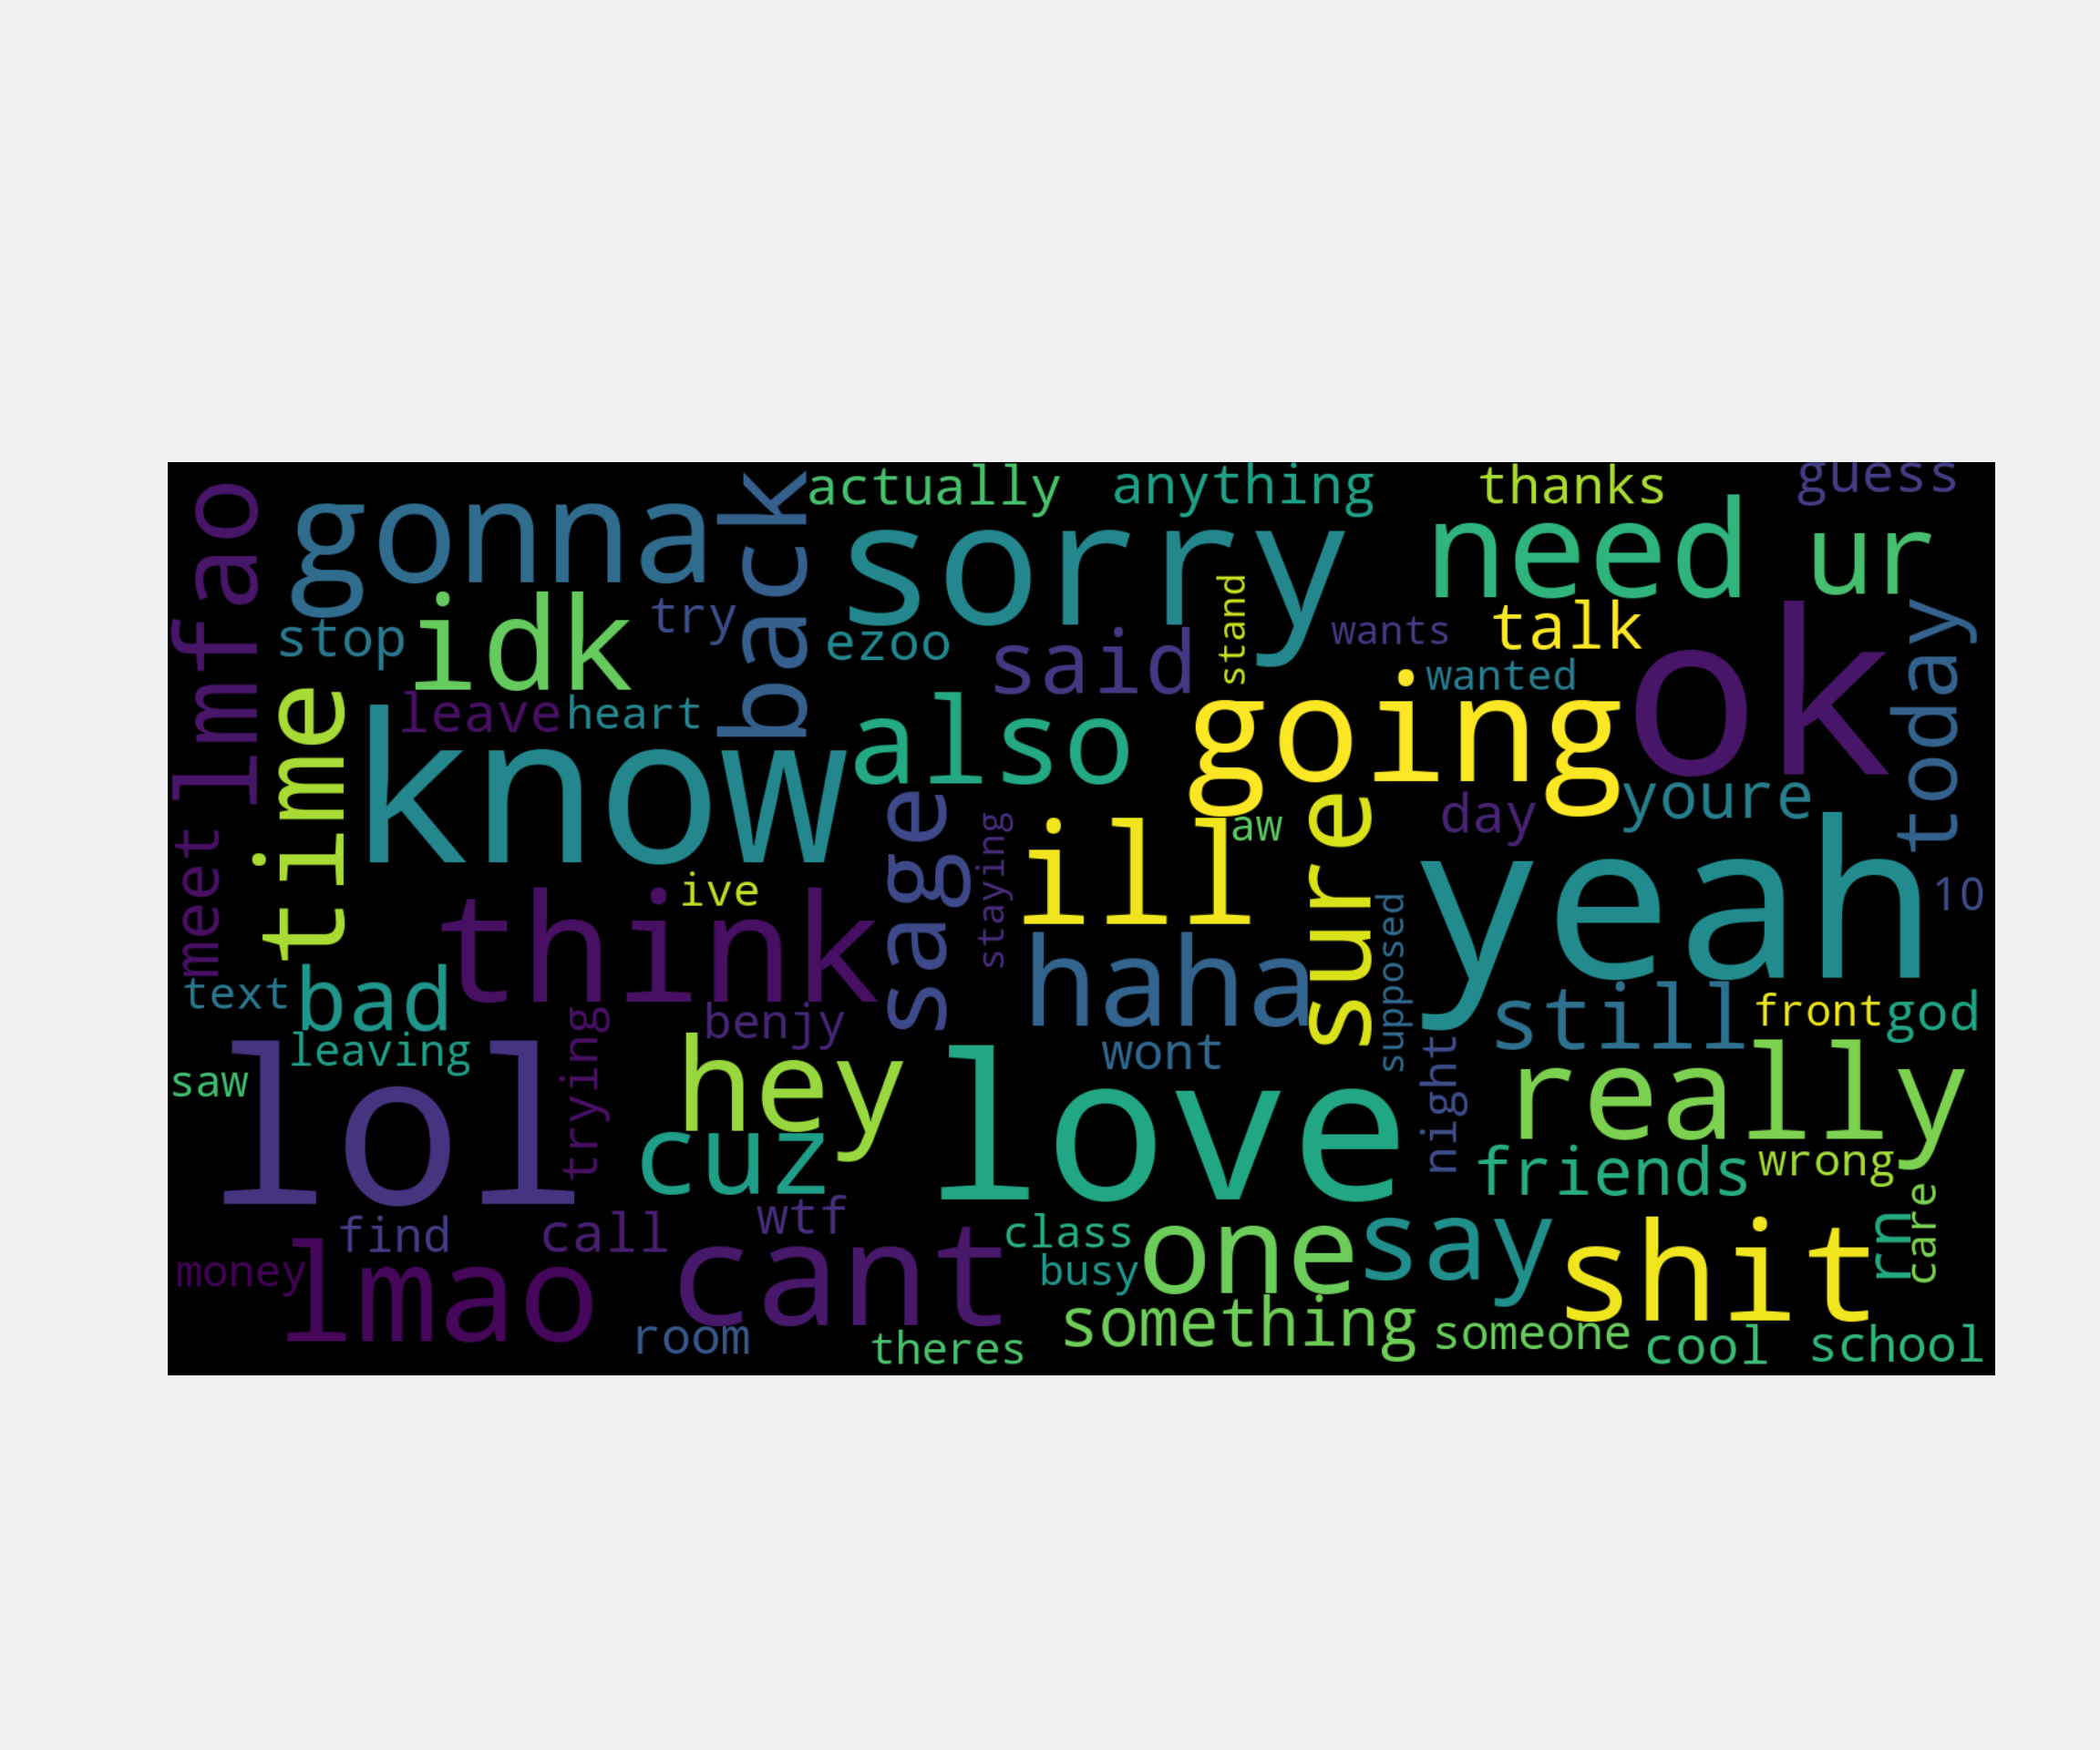 actually anything thanks guess
lmfao gonna back sorry need ur
stop idk try ezoo said stand wants talk today
time leave heart also going wanted ok
know sage staying ill aw sure day youre
meet think ive yeah 10
text bad benjy haha supposed still front god
saw leaving trying hey wont night really
lol cuz love friends wrong
find call wtf class one say shit rn care
money lmao cant busy
room theres something someone cool school